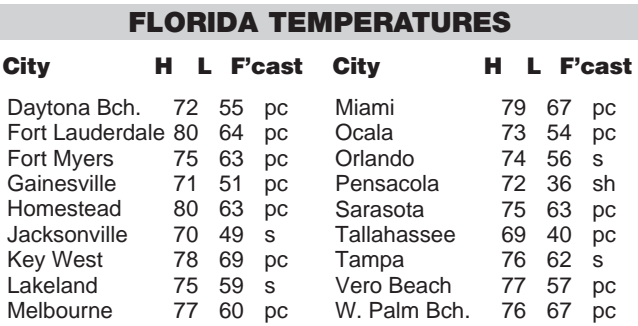 FLORIDA TEMPERATURES
City H L F’cast City H L F’cast
Daytona Bch. 72 55 pc Miami 79 67 pc
Fort Lauderdale 80 64 pc Ocala 73 54 pc
Fort Myers 75 63 pc Orlando 74 56 s
Gainesville 71 51 pc Pensacola 72 36 sh
Homestead 80 63 pc Sarasota 75 63 pc
Jacksonville 70 49 s Tallahassee 69 40 pc
Key West 78 69 pc Tampa 76 62 s
Lakeland 75 59 s Vero Beach 77 57 pc
Melbourne 77 60 pc W. Palm Bch. 76 67 pc